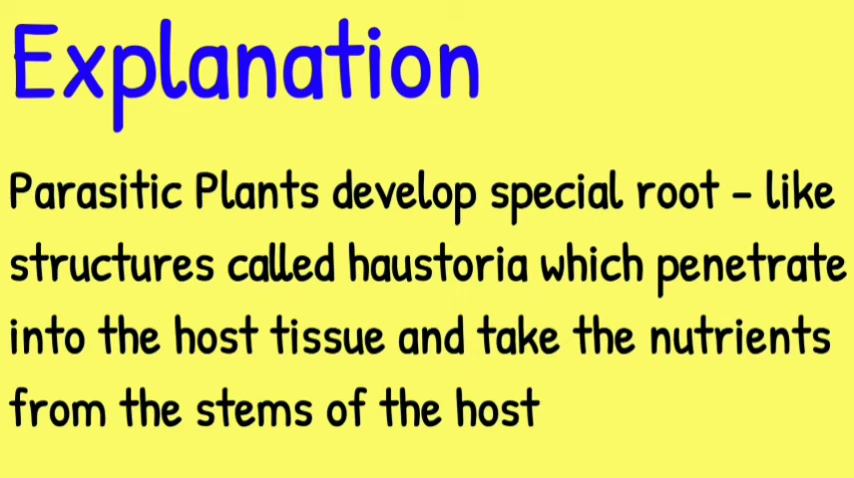 Explanation
Parasitic Plants develop special root - like
structures called haustoria which penetrate
into the host tissue and take the nutrients
from the stems of the host